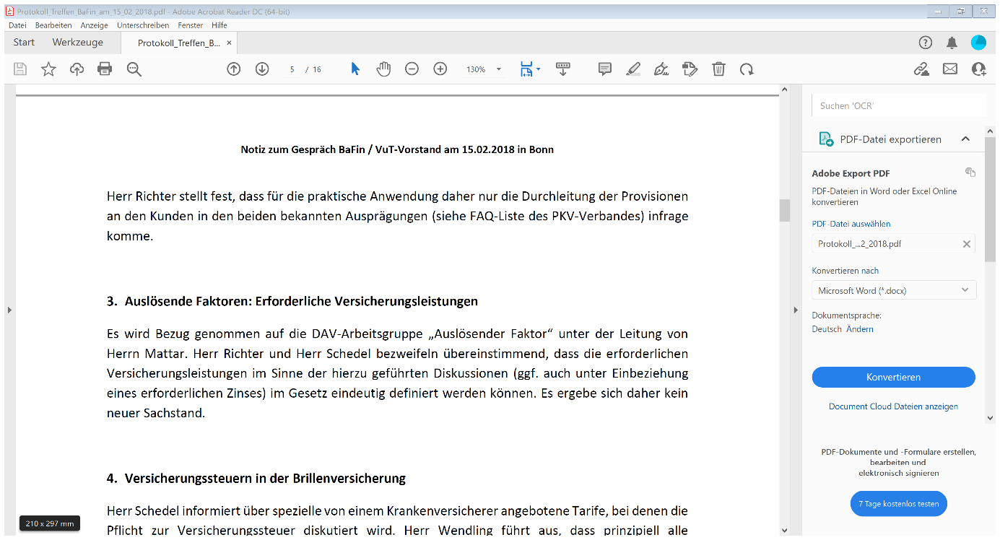 Protokoll_Treffen_BaFin_am_15_02_2018.pdf - Adobe Acrobat Reader DC (64-bit)
Datei Bearbeiten Anzeige Unterschreiben Fenster Hilfe
Start Werkzeuge Protokoll_Treffen_B... ×
5 / 16 130%
Notiz zum Gespräch BaFin / VuT-Vorstand am 15.02.2018 in Bonn
Herr Richter stellt fest, dass für die praktische Anwendung daher nur die Durchleitung der Provisionen
an den Kunden in den beiden bekannten Ausprägungen (siehe FAQ-Liste des PKV-Verbandes) infrage
komme.
3. Auslösende Faktoren: Erforderliche Versicherungsleistungen
Es wird Bezug genommen auf die DAV-Arbeitsgruppe „Auslösender Faktor“ unter der Leitung von
Herrn Mattar. Herr Richter und Herr Schedel bezweifeln übereinstimmend, dass die erforderlichen
Versicherungsleistungen im Sinne der hierzu geführten Diskussionen (ggf. auch unter Einbeziehung
eines erforderlichen Zinses) im Gesetz eindeutig definiert werden können. Es ergebe sich daher kein
neuer Sachstand.
4. Versicherungssteuern in der Brillenversicherung
Herr Schedel informiert über spezielle von einem Krankenversicherer angebotene Tarife, bei denen die
Pflicht zur Versicherungssteuer diskutiert wird. Herr Wendling führt aus, dass prinzipiell alle
210 x 297 mm
Suchen 'OCR'
PDF-Datei exportieren
Adobe Export PDF
PDF-Dateien in Word oder Excel Online
konvertieren
PDF-Datei auswählen
Protokoll_...2_2018.pdf
Konvertieren nach
Microsoft Word (*.docx)
Dokumentsprache:
Deutsch Ändern
Konvertieren
Document Cloud Dateien anzeigen
PDF-Dokumente und -Formulare erstellen,
bearbeiten und
elektronisch signieren
7 Tage kostenlos testen